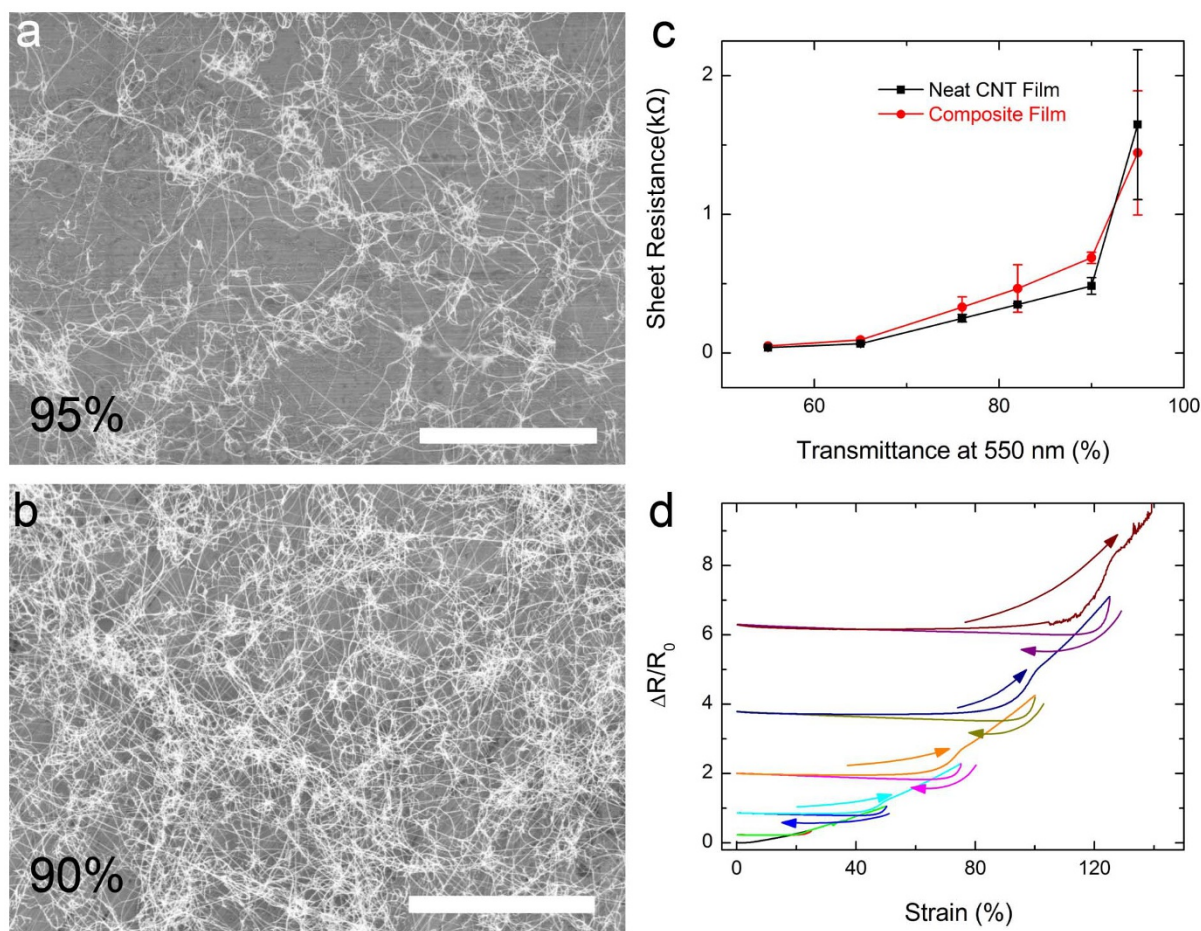 a
95%
b
90%
c
2
1
0
Sheet Resistance(kΩ)
Neat CNT Film
Composite Film
60
80
100
Transmittance at 550 nm (%)
d
8
6
4
2
0
ΔR/R₀
0
40
80
120
Strain (%)